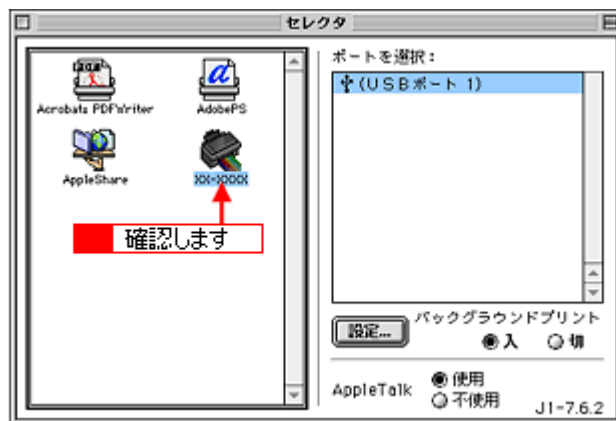 セレクタ
Acrobats PDFWriter
AdobePS
AppleShare
XX-XXXX
確認します
ポートを選択：
(USBポート 1)
設定...
バックグラウンドプリント
入
切
AppleTalk
使用
不使用
J1-7.6.2